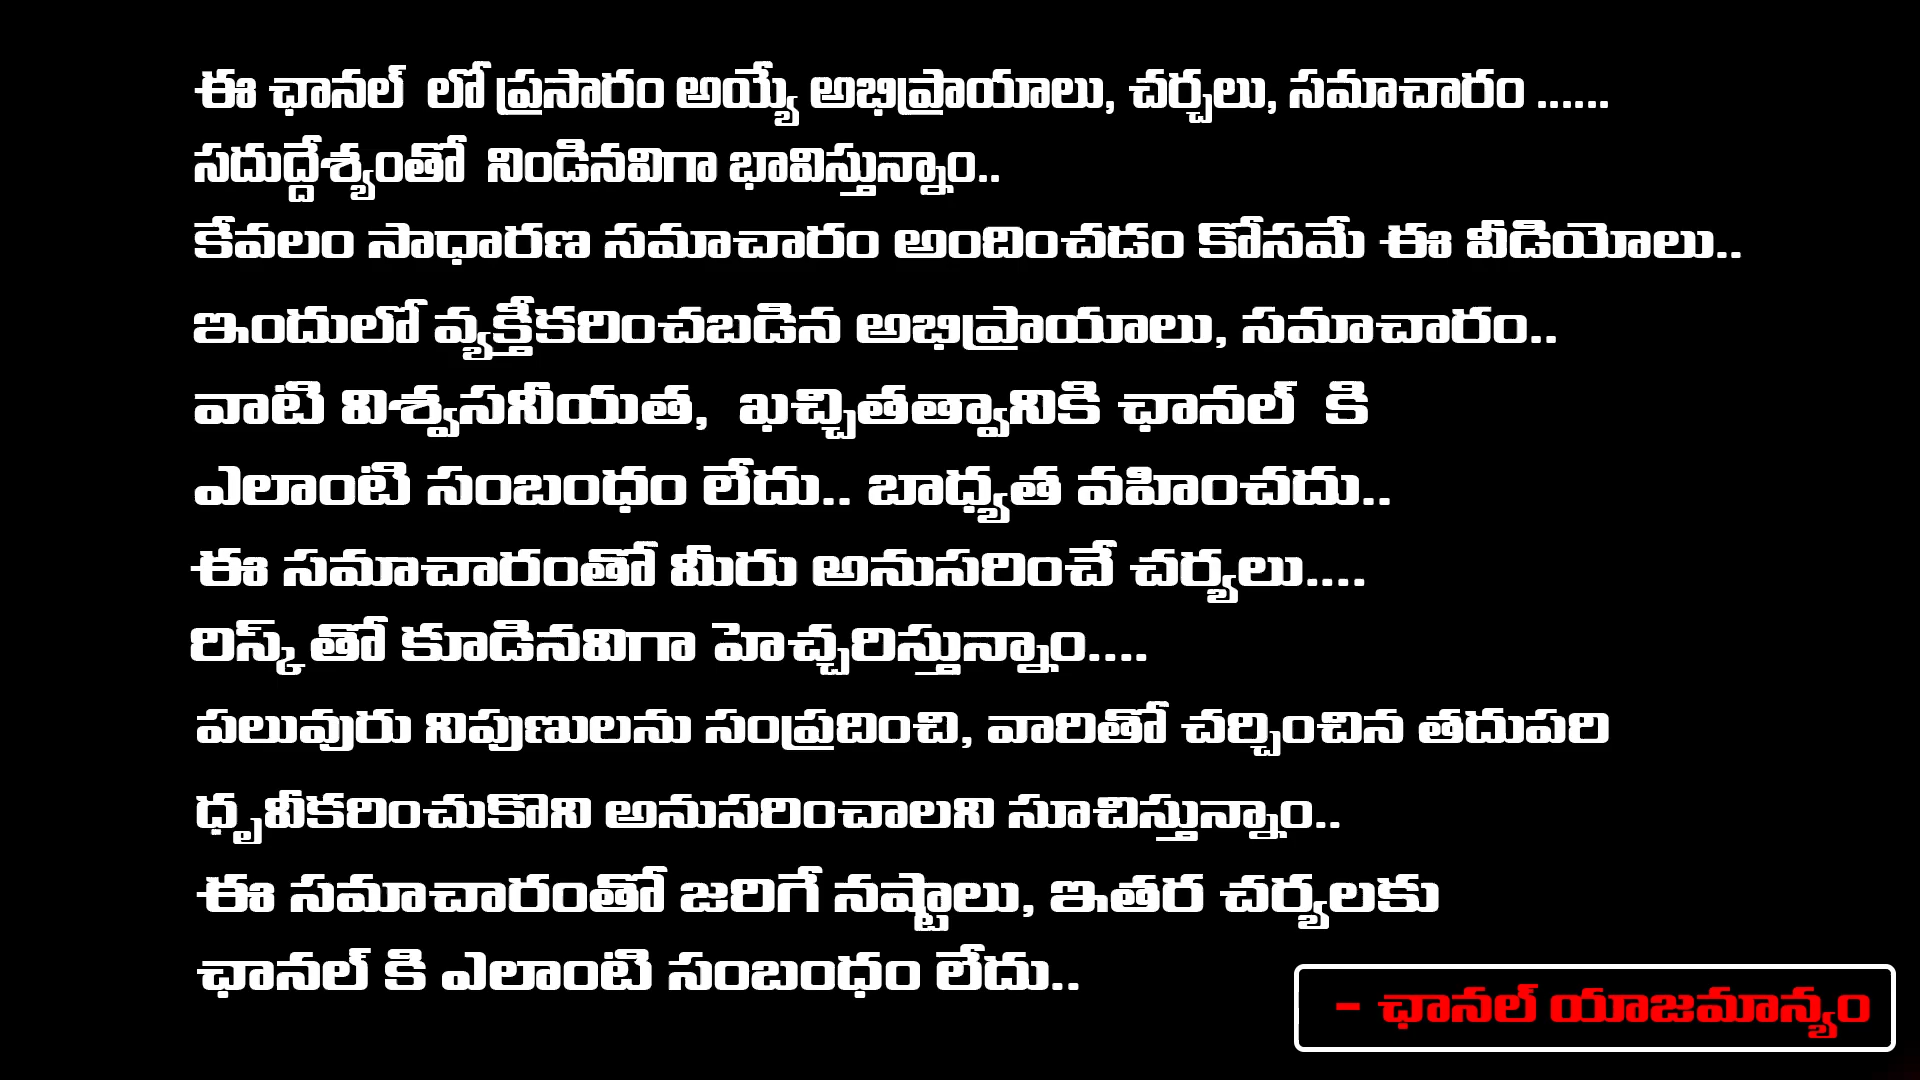 ఈ ఛానల్ లో ప్రసారం అయ్యే అభిప్రాయాలు, చర్చలు, సమాచారం ......
సదుద్దేశ్యంతో నిండినవిగా భావిస్తున్నాం..
కేవలం సాధారణ సమాచారం అందించడం కోసమే ఈ వీడియోలు..
ఇందులో వ్యక్తీకరించబడిన అభిప్రాయాలు, సమాచారం..
వాటి విశ్వసనీయత, ఖచ్చితత్వానికి ఛానల్ కి
ఎలాంటి సంబంధం లేదు.. బాధ్యత వహించదు..
ఈ సమాచారంతో మీరు అనుసరించే చర్యలు....
రిస్క్ తో కూడినవిగా హెచ్చరిస్తున్నాం....
పలువురు నిపుణులను సంప్రదించి, వారితో చర్చించిన తదుపరి
ధృవీకరించుకొని అనుసరించాలని సూచిస్తున్నాం..
ఈ సమాచారంతో జరిగే నష్టాలు, ఇతర చర్యలకు
ఛానల్ కి ఎలాంటి సంబంధం లేదు..
- ఛానల్ యాజమాన్యం